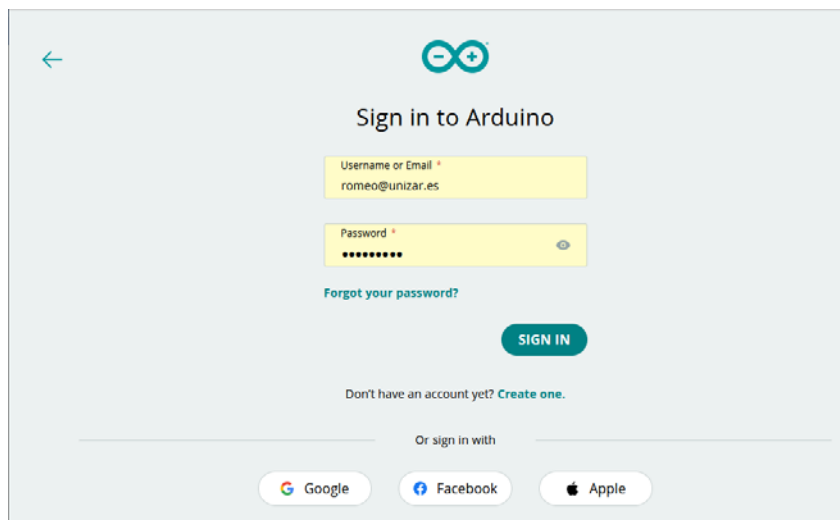 Sign in to Arduino
Username or Email *
romeo@unizar.es
Password *
•••••••••
Forgot your password?
SIGN IN
Don't have an account yet? Create one.
Or sign in with
Google
Facebook
Apple